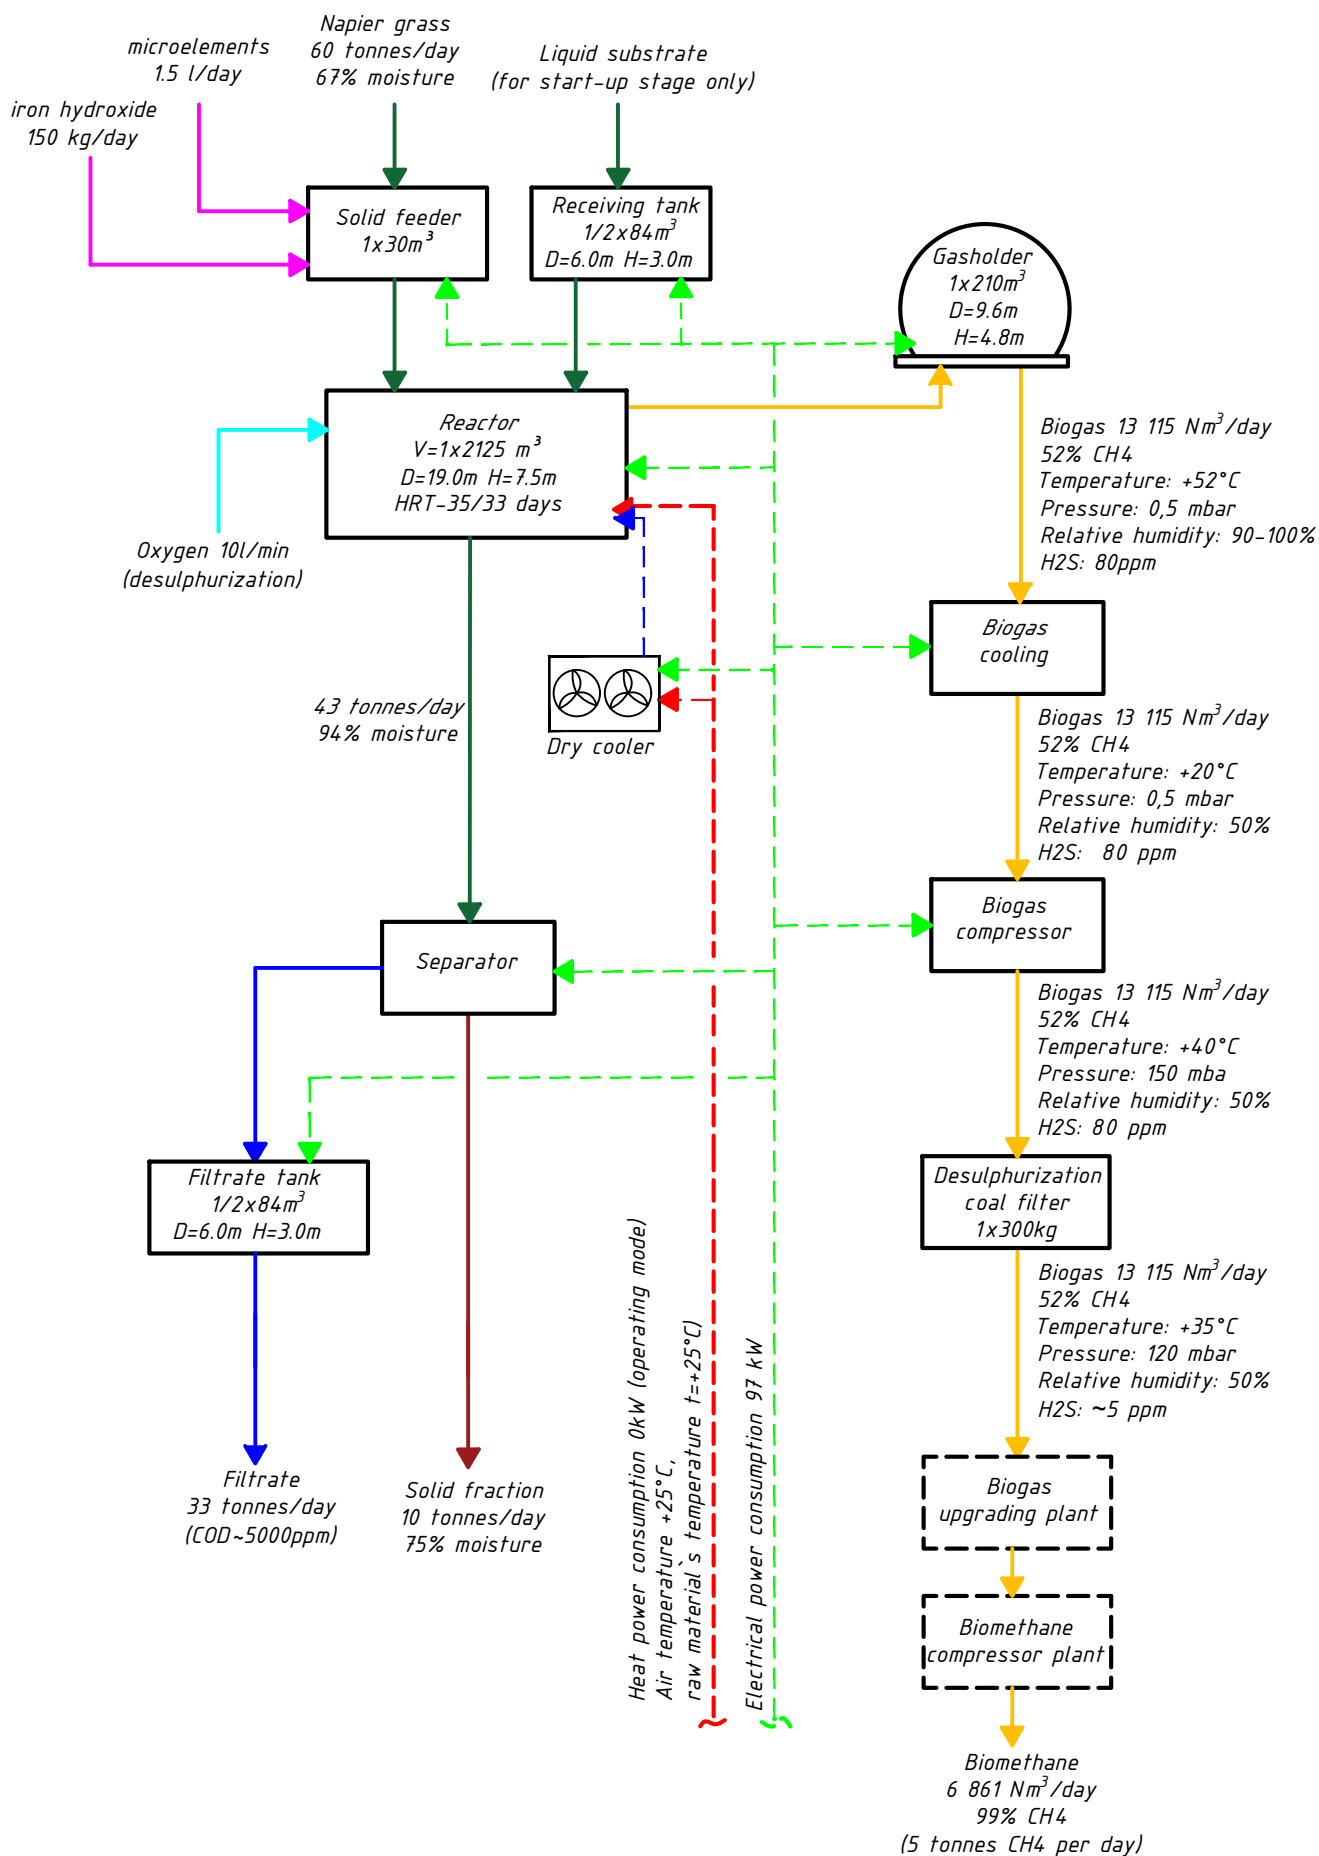 Napier grass
60 tonnes/day
67% moisture
microelements
1.5 l/day
Liquid substrate
(for start-up stage only)
iron hydroxide
150 kg/day
Solid feeder
1x30m³
Receiving tank
1/2x84m³
D=6.0m H=3.0m
Gasholder
1x210m³
D=9.6m
H=4.8m
Reactor
V=1x2125 m³
D=19.0m H=7.5m
HRT-35/33 days
Oxygen 10l/min
(desulphurization)
Biogas 13 115 Nm³/day
52% CH4
Temperature: +52°C
Pressure: 0,5 mbar
Relative humidity: 90-100%
H2S: 80ppm
Biogas
cooling
43 tonnes/day
94% moisture
Dry cooler
Biogas 13 115 Nm³/day
52% CH4
Temperature: +20°C
Pressure: 0,5 mbar
Relative humidity: 50%
H2S: 80 ppm
Biogas
compressor
Separator
Biogas 13 115 Nm³/day
52% CH4
Temperature: +40°C
Pressure: 150 mba
Relative humidity: 50%
H2S: 80 ppm
Filtrate tank
1/2x84m³
D=6.0m H=3.0m
Desulphurization
coal filter
1x300kg
Biogas 13 115 Nm³/day
52% CH4
Temperature: +35°C
Pressure: 120 mbar
Relative humidity: 50%
H2S: ~5 ppm
Heat power consumption 0kW (operating mode)
Air temperature +25°C,
raw material`s temperature t=+25°C)
Electrical power consumption 97 kW
Filtrate
33 tonnes/day
(COD~5000ppm)
Solid fraction
10 tonnes/day
75% moisture
Biogas
upgrading plant
Biomethane
compressor plant
Biomethane
6 861 Nm³/day
99% CH4
(5 tonnes CH4 per day)